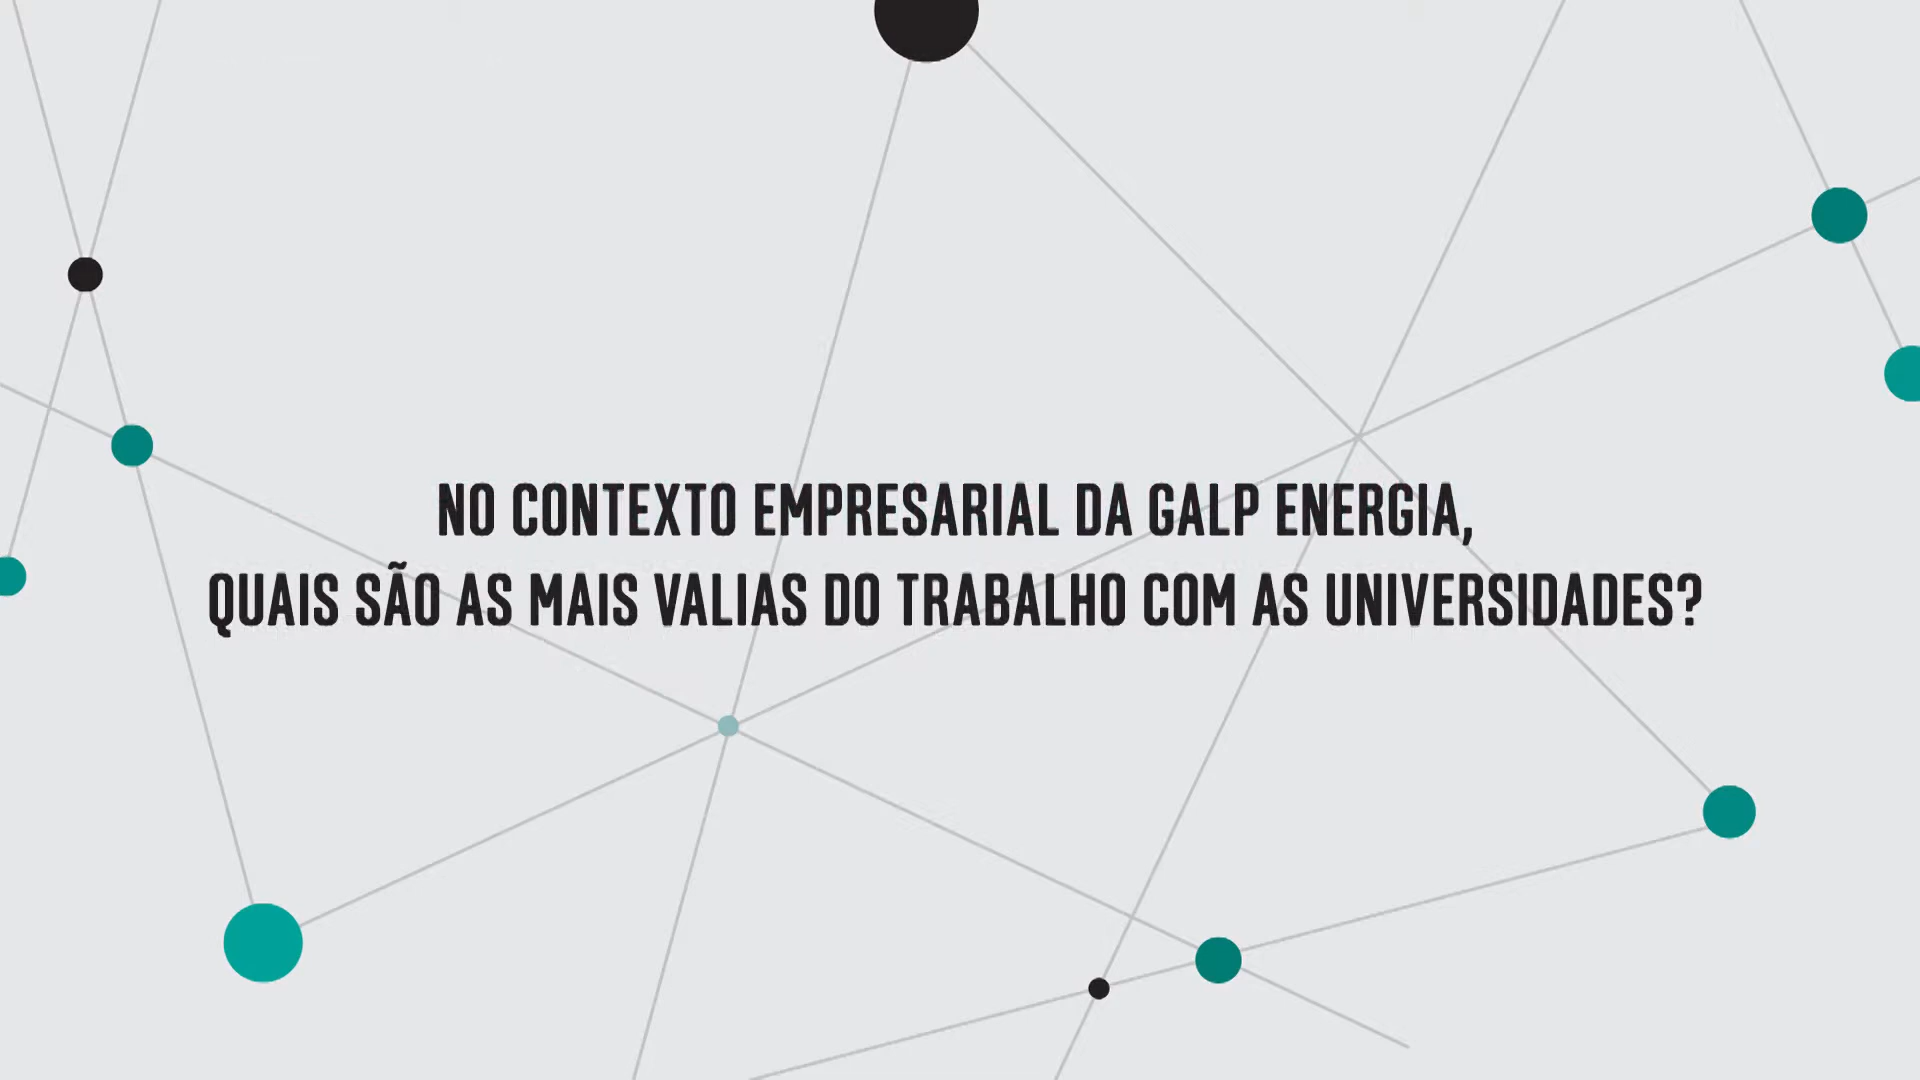 NO CONTEXTO EMPRESARIAL DA GALP ENERGIA,
QUAIS SÃO AS MAIS VALIAS DO TRABALHO COM AS UNIVERSIDADES?